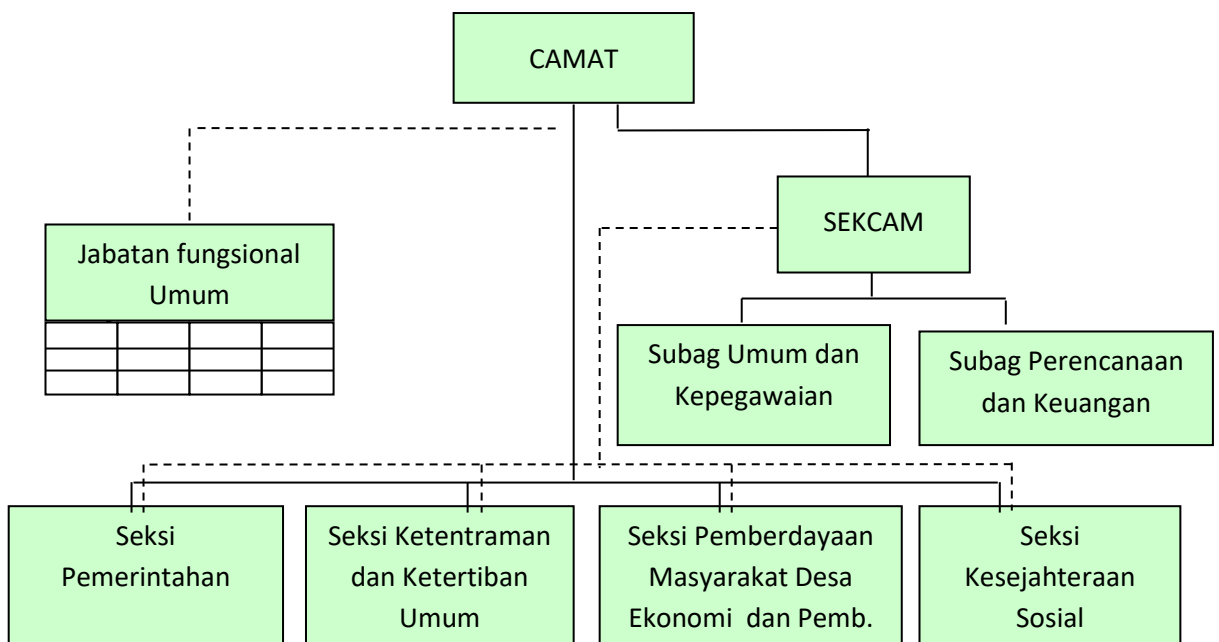 CAMAT
SEKCAM
Jabatan fungsional
Umum
Subag Umum dan
Kepegawaian
Subag Perencanaan
dan Keuangan
Seksi
Pemerintahan
Seksi Ketentraman
dan Ketertiban
Umum
Seksi Pemberdayaan
Masyarakat Desa
Ekonomi dan Pemb.
Seksi
Kesejahteraan
Sosial